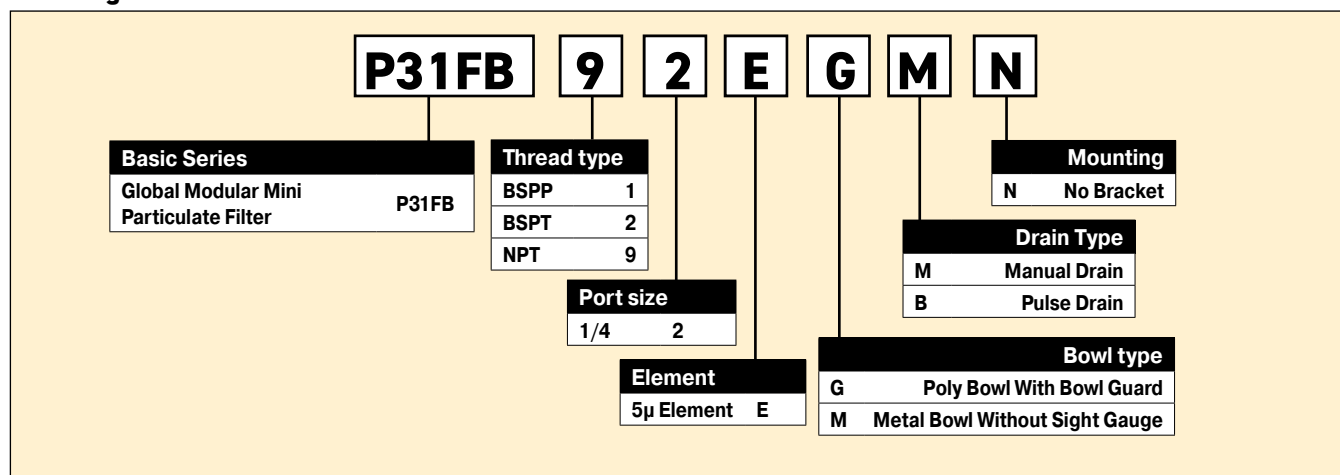 P31FB 9 2 E G M N
Basic Series
Global Modular Mini
Particulate Filter P31FB
Thread type
BSPP 1
BSPT 2
NPT 9
Port size
1/4 2
Element
5µ Element E
Mounting
N No Bracket
Drain Type
M Manual Drain
B Pulse Drain
Bowl type
G Poly Bowl With Bowl Guard
M Metal Bowl Without Sight Gauge